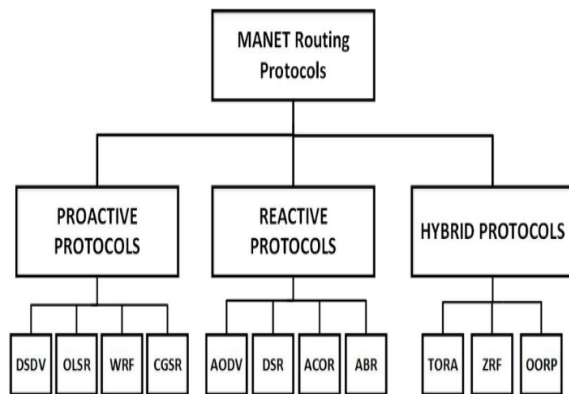 MANET Routing
Protocols
PROACTIVE
PROTOCOLS
REACTIVE
PROTOCOLS
HYBRID PROTOCOLS
DSDV
OLSR
WRF
CGSR
AODV
DSR
ACOR
ABR
TORA
ZRF
OORP